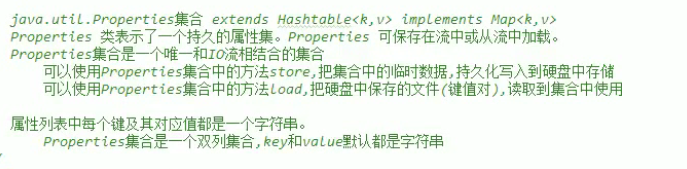 java.util.Properties集合 extends Hashtable<k,v> implements Map<k,v>
Properties 类表示了一个持久的属性集。Properties 可保存在流中或从流中加载。
Properties集合是一个唯一和IO流相结合的集合
可以使用Properties集合中的方法store,把集合中的临时数据,持久化写入到硬盘中存储
可以使用Properties集合中的方法load,把硬盘中保存的文件(键值对),读取到集合中使用
属性列表中每个键及其对应值都是一个字符串。
Properties集合是一个双列集合,key和value默认都是字符串